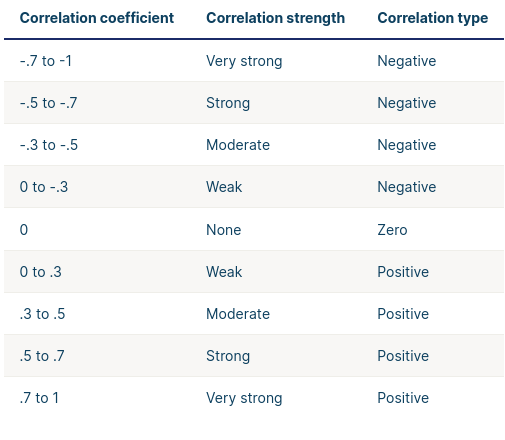 Correlation coefficient Correlation strength Correlation type
-.7 to -1 Very strong Negative
-.5 to -.7 Strong Negative
-.3 to -.5 Moderate Negative
0 to -.3 Weak Negative
0 None Zero
0 to .3 Weak Positive
.3 to .5 Moderate Positive
.5 to .7 Strong Positive
.7 to 1 Very strong Positive